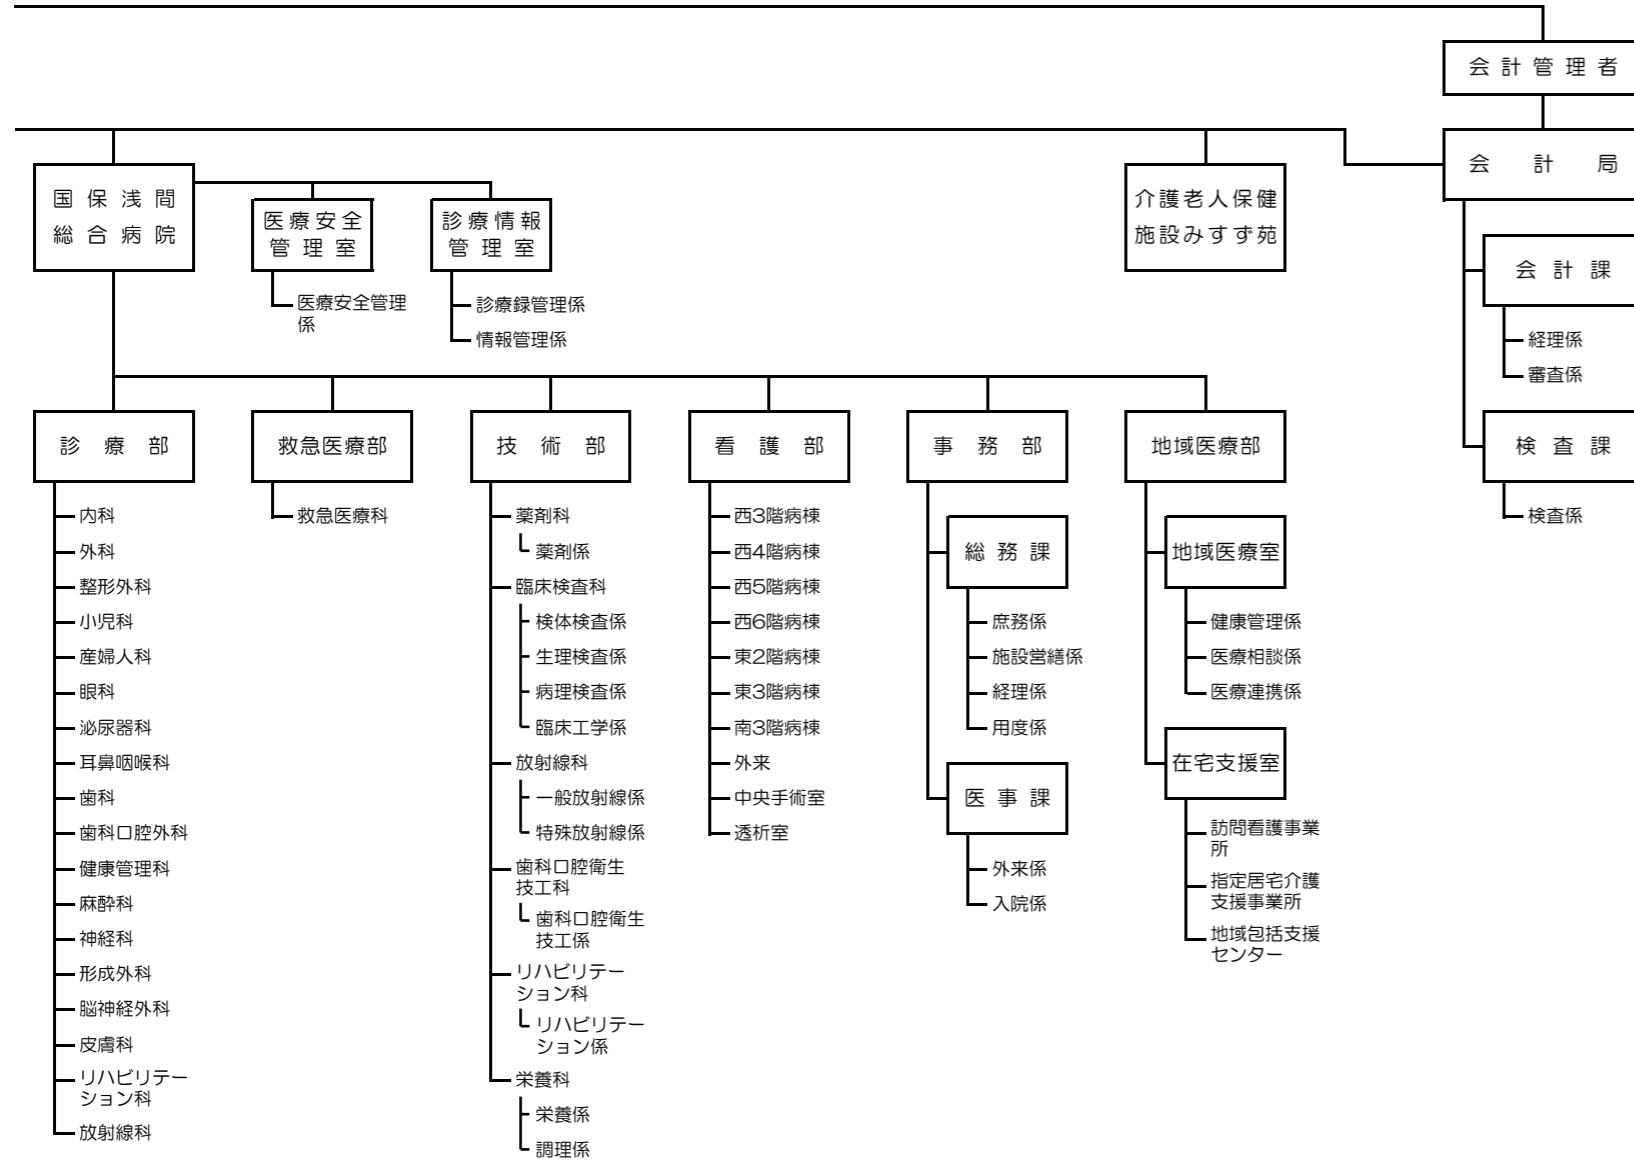 会計管理者
会計局
国保浅間
総合病院
医療安全
管理室
診療情報
管理室
介護老人保健
施設みすず苑
医療安全管理
係
診療録管理係
情報管理係
会計課
経理係
審査係
検査課
検査係
診療部
内科
外科
整形外科
小児科
産婦人科
眼科
泌尿器科
耳鼻咽喉科
歯科
歯科口腔外科
健康管理科
麻酔科
神経科
形成外科
脳神経外科
皮膚科
リハビリテー
ション科
放射線科
救急医療部
救急医療科
技術部
薬剤科
薬剤係
臨床検査科
検体検査係
生理検査係
病理検査係
臨床工学係
放射線科
一般放射線係
特殊放射線係
歯科口腔衛生
技工科
歯科口腔衛生
技工係
リハビリテー
ション科
リハビリテー
ション係
栄養科
栄養係
調理係
看護部
西3階病棟
西4階病棟
西5階病棟
西6階病棟
東2階病棟
東3階病棟
南3階病棟
外来
中央手術室
透析室
事務部
総務課
庶務係
施設営繕係
経理係
用度係
医事課
外来係
入院係
地域医療部
地域医療室
健康管理係
医療相談係
医療連携係
在宅支援室
訪問看護事業
所
指定居宅介護
支援事業所
地域包括支援
センター